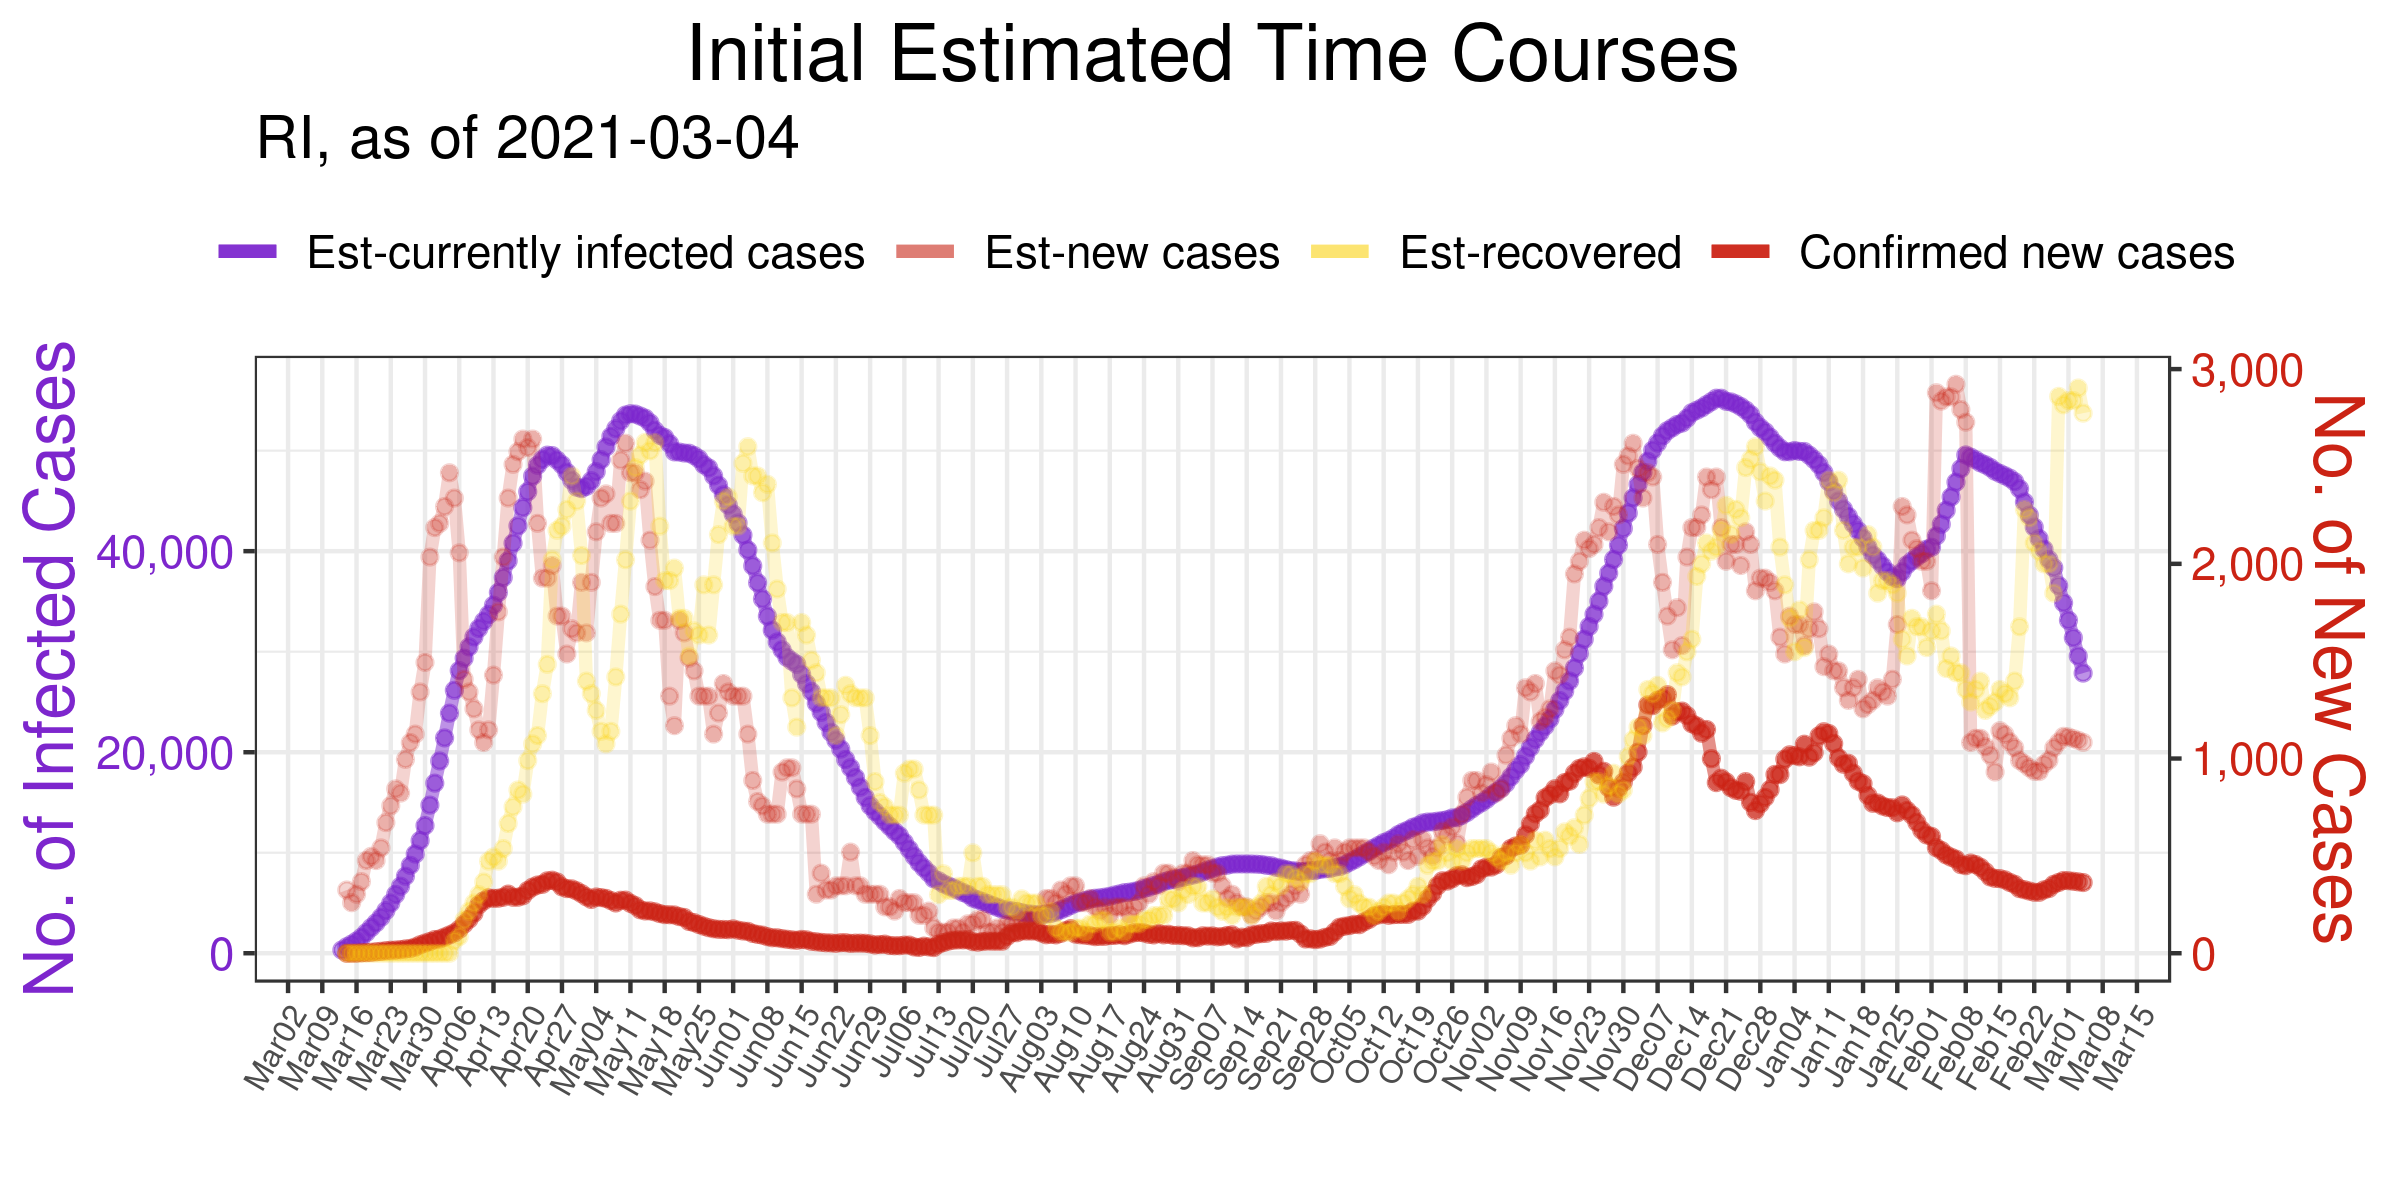 Initial Estimated Time Courses
RI, as of 2021-03-04
Est-currently infected cases Est-new cases Est-recovered Confirmed new cases
No. of Infected Cases
40,000
20,000
0
3,000
2,000
1,000
0
No. of New Cases
Mar02 Mar09 Mar16 Mar23 Mar30 Apr06 Apr13 Apr20 Apr27 May04 May11 May18 May25 Jun01 Jun08 Jun15 Jun22 Jun29 Jul06 Jul13 Jul20 Jul27 Aug03 Aug10 Aug17 Aug24 Aug31 Sep07 Sep14 Sep21 Sep28 Oct05 Oct12 Oct19 Oct26 Nov02 Nov09 Nov16 Nov23 Nov30 Dec07 Dec14 Dec21 Dec28 Jan04 Jan11 Jan18 Jan25 Feb01 Feb08 Feb15 Feb22 Mar01 Mar08 Mar15